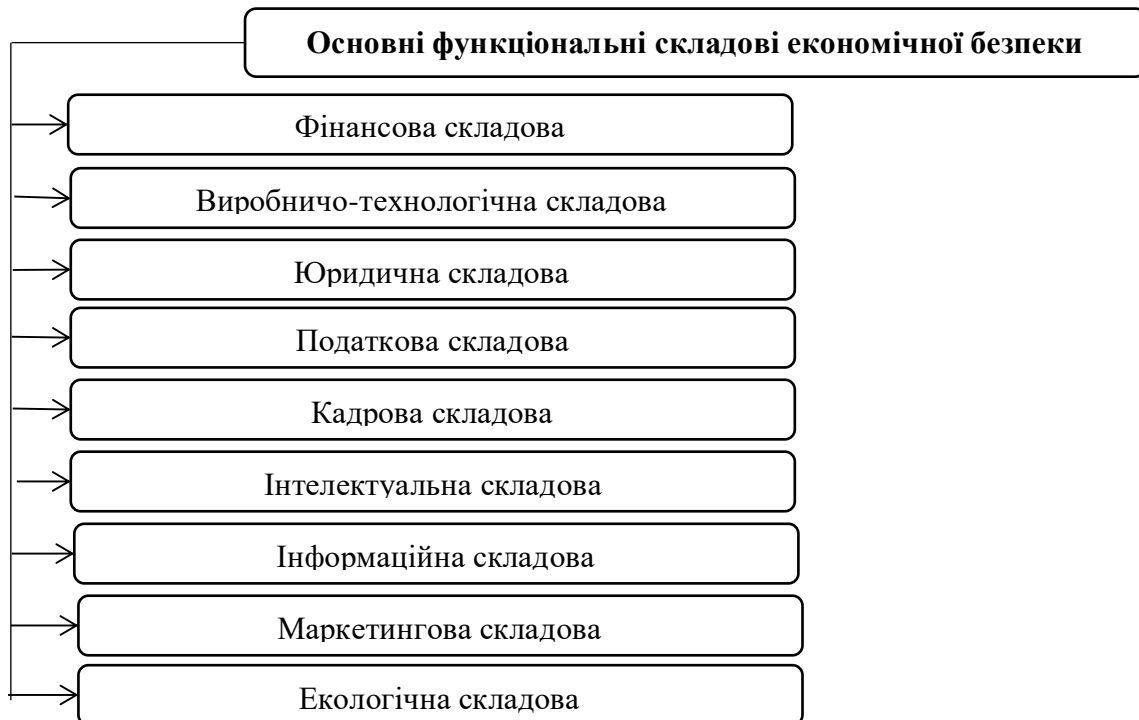 Основні функціональні складові економічної безпеки
Фінансова складова
Виробничо-технологічна складова
Юридична складова
Податкова складова
Кадрова складова
Інтелектуальна складова
Інформаційна складова
Маркетингова складова
Екологічна складова